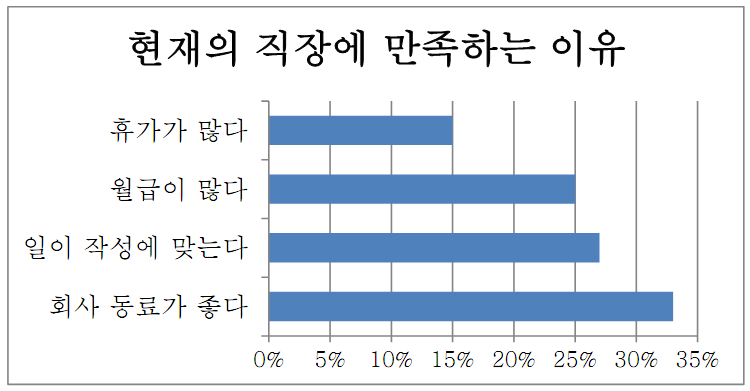 현재의 직장에 만족하는 이유
휴가가 많다
월급이 많다
일이 작성에 맞는다
회사 동료가 좋다
0% 5% 10% 15% 20% 25% 30% 35%